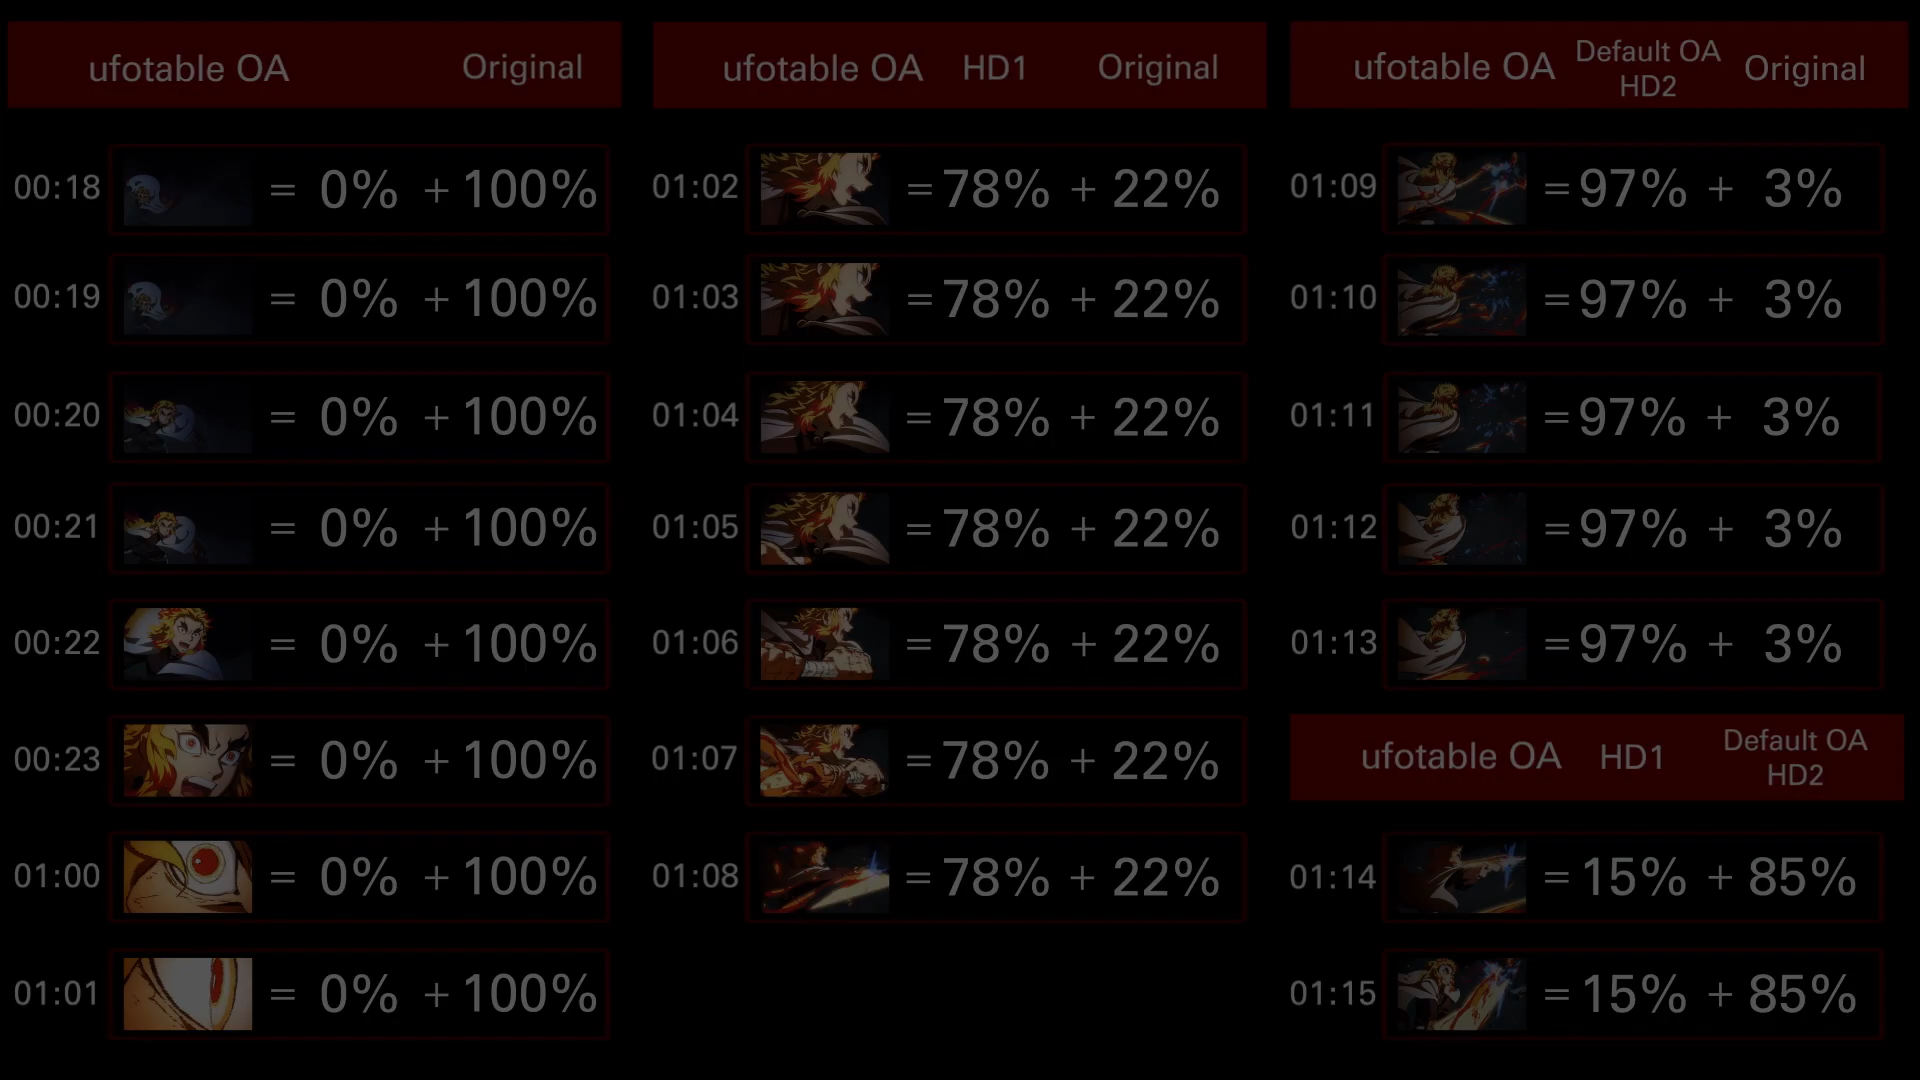 ufotable OA Original
00:18 = 0% + 100%
00:19 = 0% + 100%
00:20 = 0% + 100%
00:21 = 0% + 100%
00:22 = 0% + 100%
00:23 = 0% + 100%
01:00 = 0% + 100%
01:01 = 0% + 100%
ufotable OA HD1 Original
01:02 = 78% + 22%
01:03 = 78% + 22%
01:04 = 78% + 22%
01:05 = 78% + 22%
01:06 = 78% + 22%
01:07 = 78% + 22%
01:08 = 78% + 22%
ufotable OA Default OA HD2 Original
01:09 = 97% + 3%
01:10 = 97% + 3%
01:11 = 97% + 3%
01:12 = 97% + 3%
01:13 = 97% + 3%
ufotable OA HD1 Default OA HD2
01:14 = 15% + 85%
01:15 = 15% + 85%